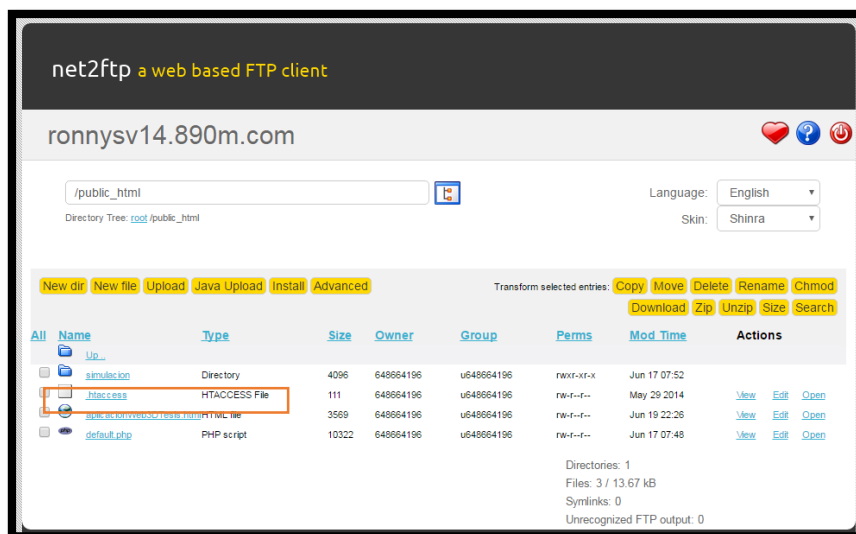 net2ftp a web based FTP client
ronnysv14.890m.com
/public_html
Language: English
Directory Tree: root /public_html
Skin: Shinra
New dir New file Upload Java Upload Install Advanced Transform selected entries: Copy Move Delete Rename Chmod
Download Zip Unzip Size Search
All Name Type Size Owner Group Perms Mod Time Actions
Up ..
simulacion Directory 4096 648664196 u648664196 rwxr-xr-x Jun 17 07:52
.htaccess HTACCESS File 111 648664196 u648664196 rw-r--r-- May 29 2014 View Edit Open
aplicacionWeb3DTesis.html HTML file 3569 648664196 u648664196 rw-r--r-- Jun 19 22:26 View Edit Open
default.php PHP script 10322 648664196 u648664196 rw-r--r-- Jun 17 07:48 View Edit Open
Directories: 1
Files: 3 / 13.67 kB
Symlinks: 0
Unrecognized FTP output: 0